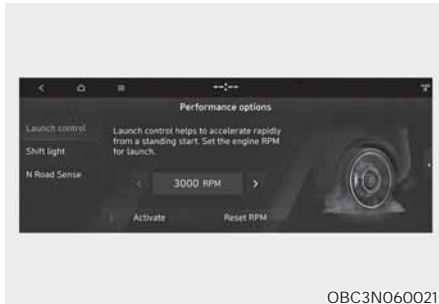 --:--
Performance options
Launch control
Launch control helps to accelerate rapidly
from a standing start. Set the engine RPM
for launch.
Shift light
N Road Sense
3000 RPM
Activate
Reset RPM
OBC3N060021